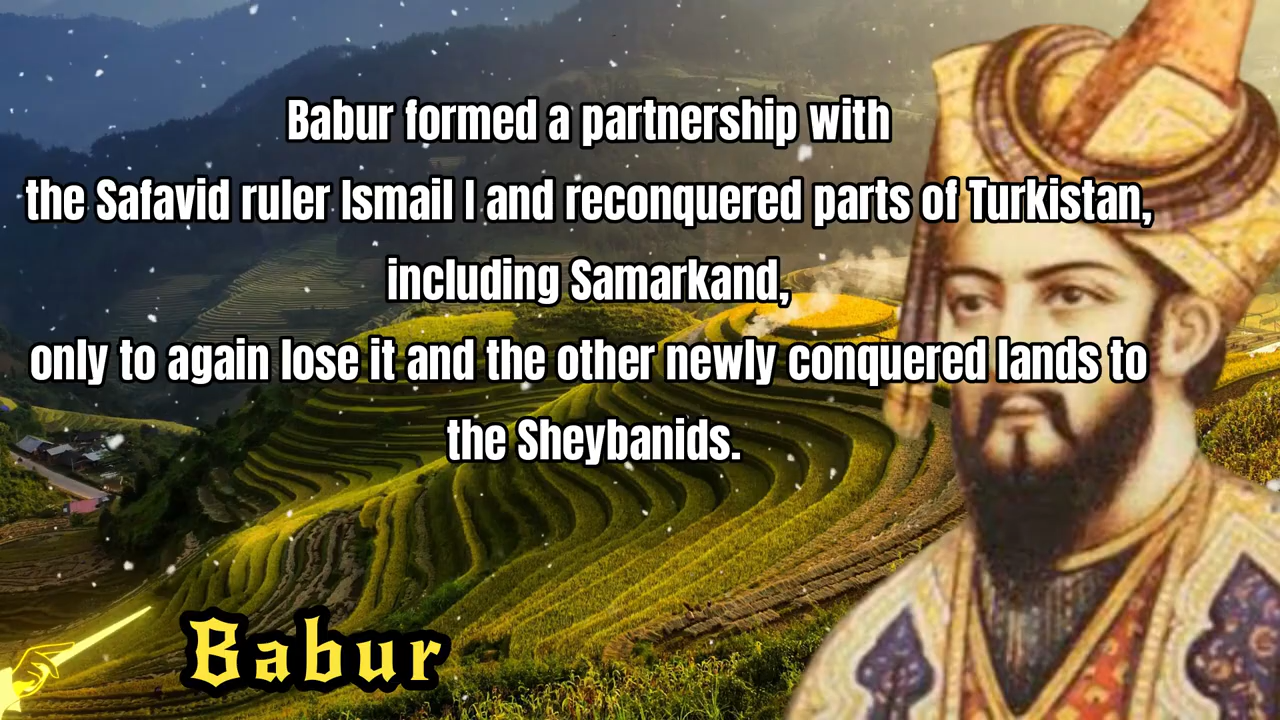 Babur formed a partnership with
the Safavid ruler Ismail I and reconquered parts of Turkistan,
including Samarkand,
only to again lose it and the other newly conquered lands to
the Sheybanids.
Babur